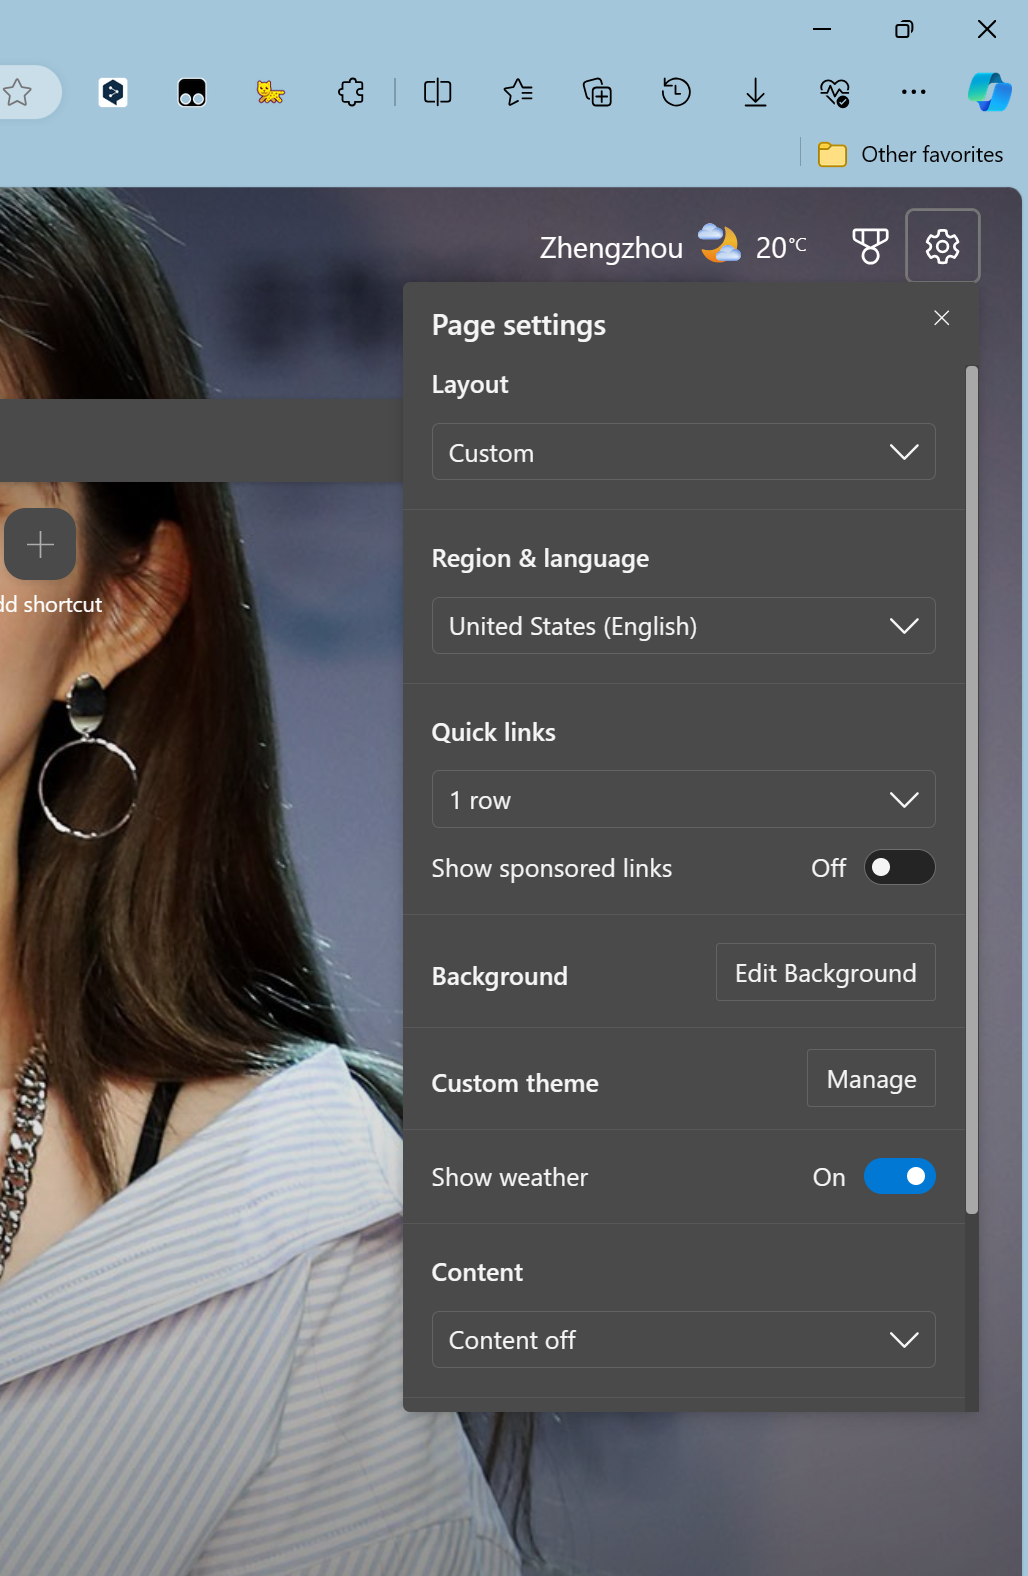 Other favorites
Zhengzhou 20°C
Page settings
Layout
Custom
dd shortcut
Region & language
United States (English)
Quick links
1 row
Show sponsored links Off
Background Edit Background
Custom theme Manage
Show weather On
Content
Content off